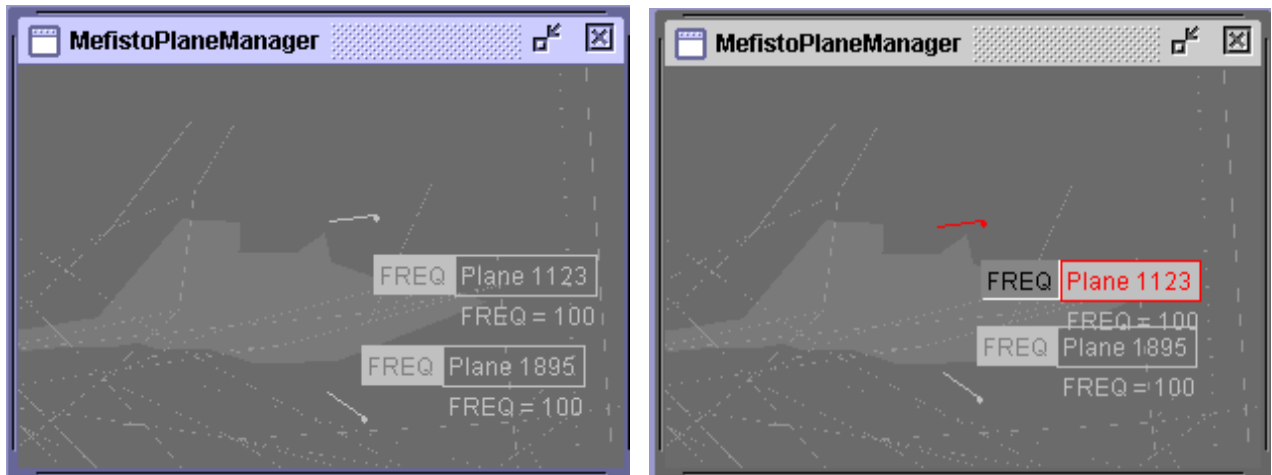 MefistoPlaneManager
FREQ Plane 1123
FREQ = 100
FREQ Plane 1895
FREQ = 100
MefistoPlaneManager
FREQ Plane 1123
FREQ = 100
FREQ Plane 1895
FREQ = 100